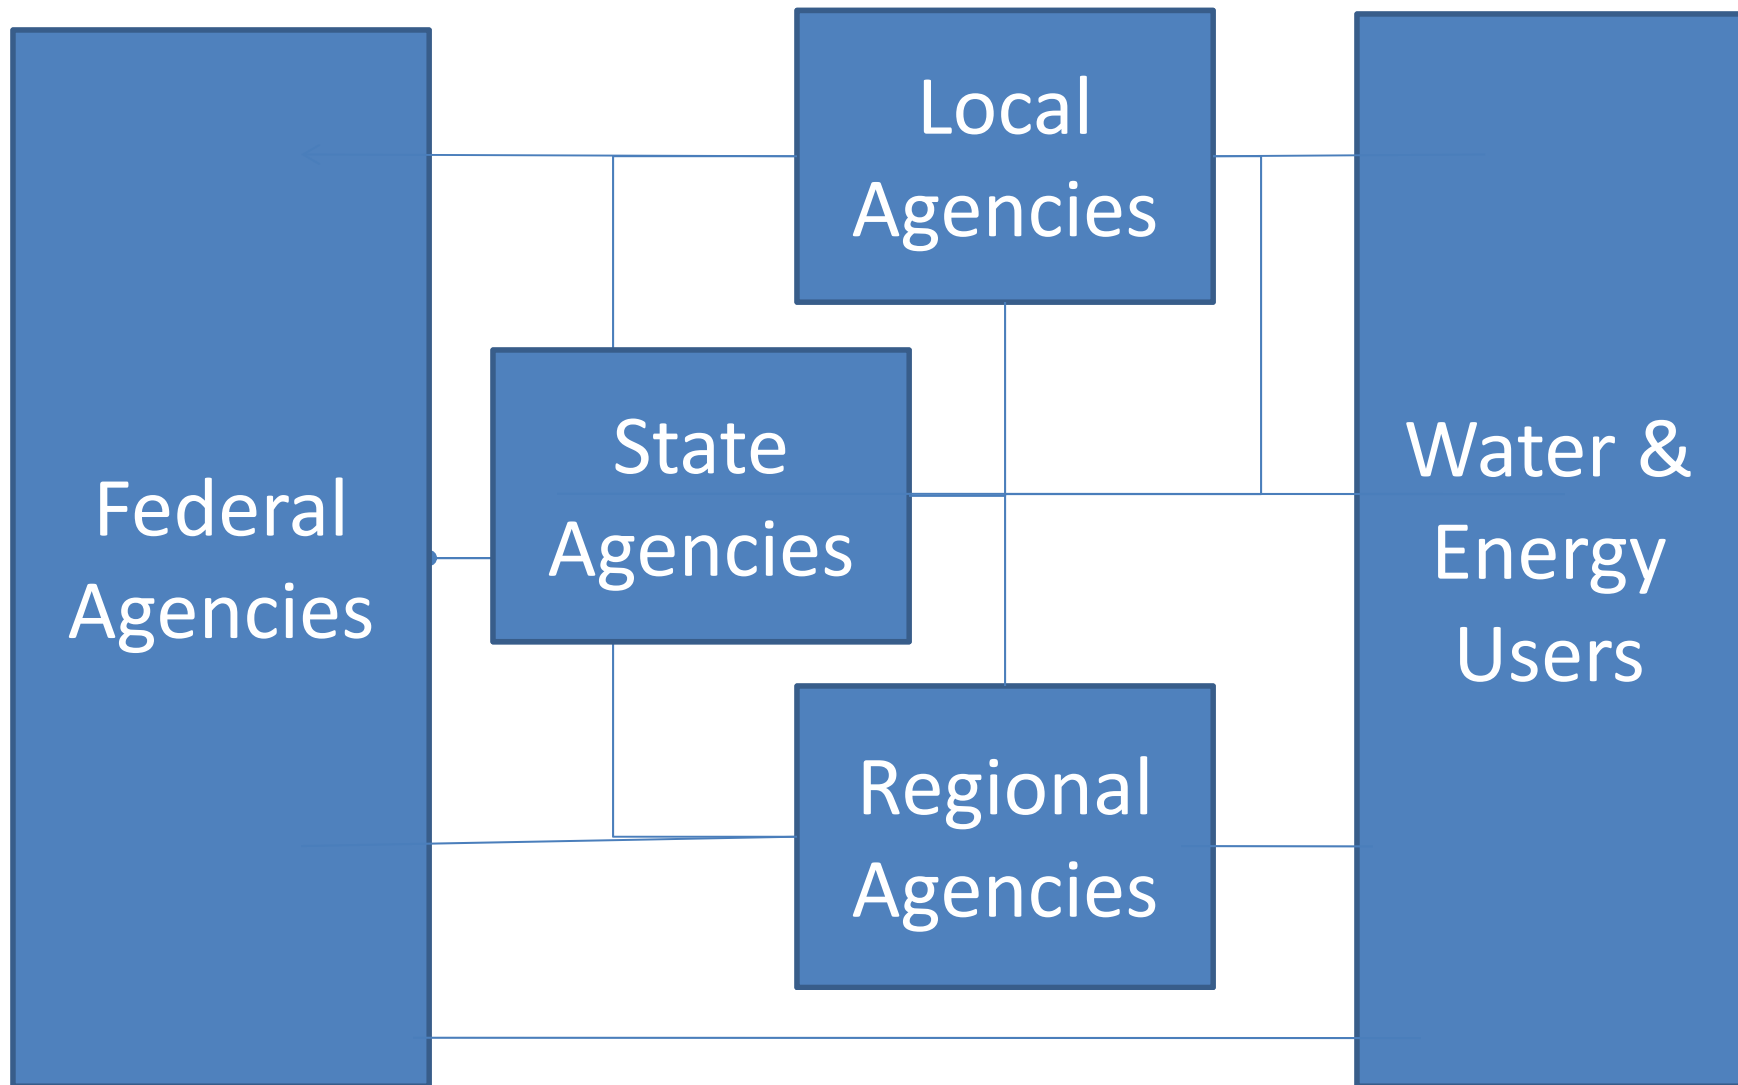 Local
Agencies
State
Agencies
Federal
Agencies
Water &
Energy
Users
Regional
Agencies